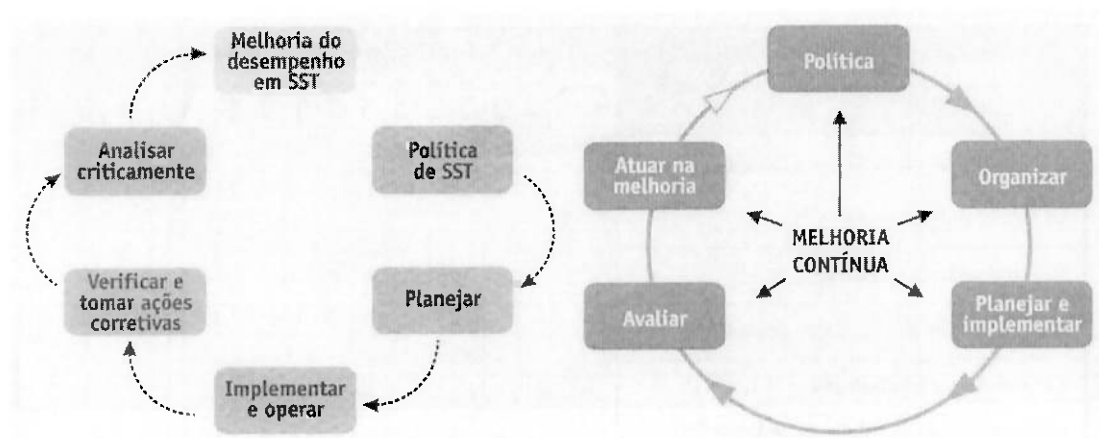 Melhoria do
desempenho
em SST
Analisar
criticamente
Política
de SST
Verificar e
tomar ações
corretivas
Planejar
Implementar
e operar
Política
Atuar na
melhoria
Organizar
MELHORIA
CONTÍNUA
Avaliar
Planejar e
implementar